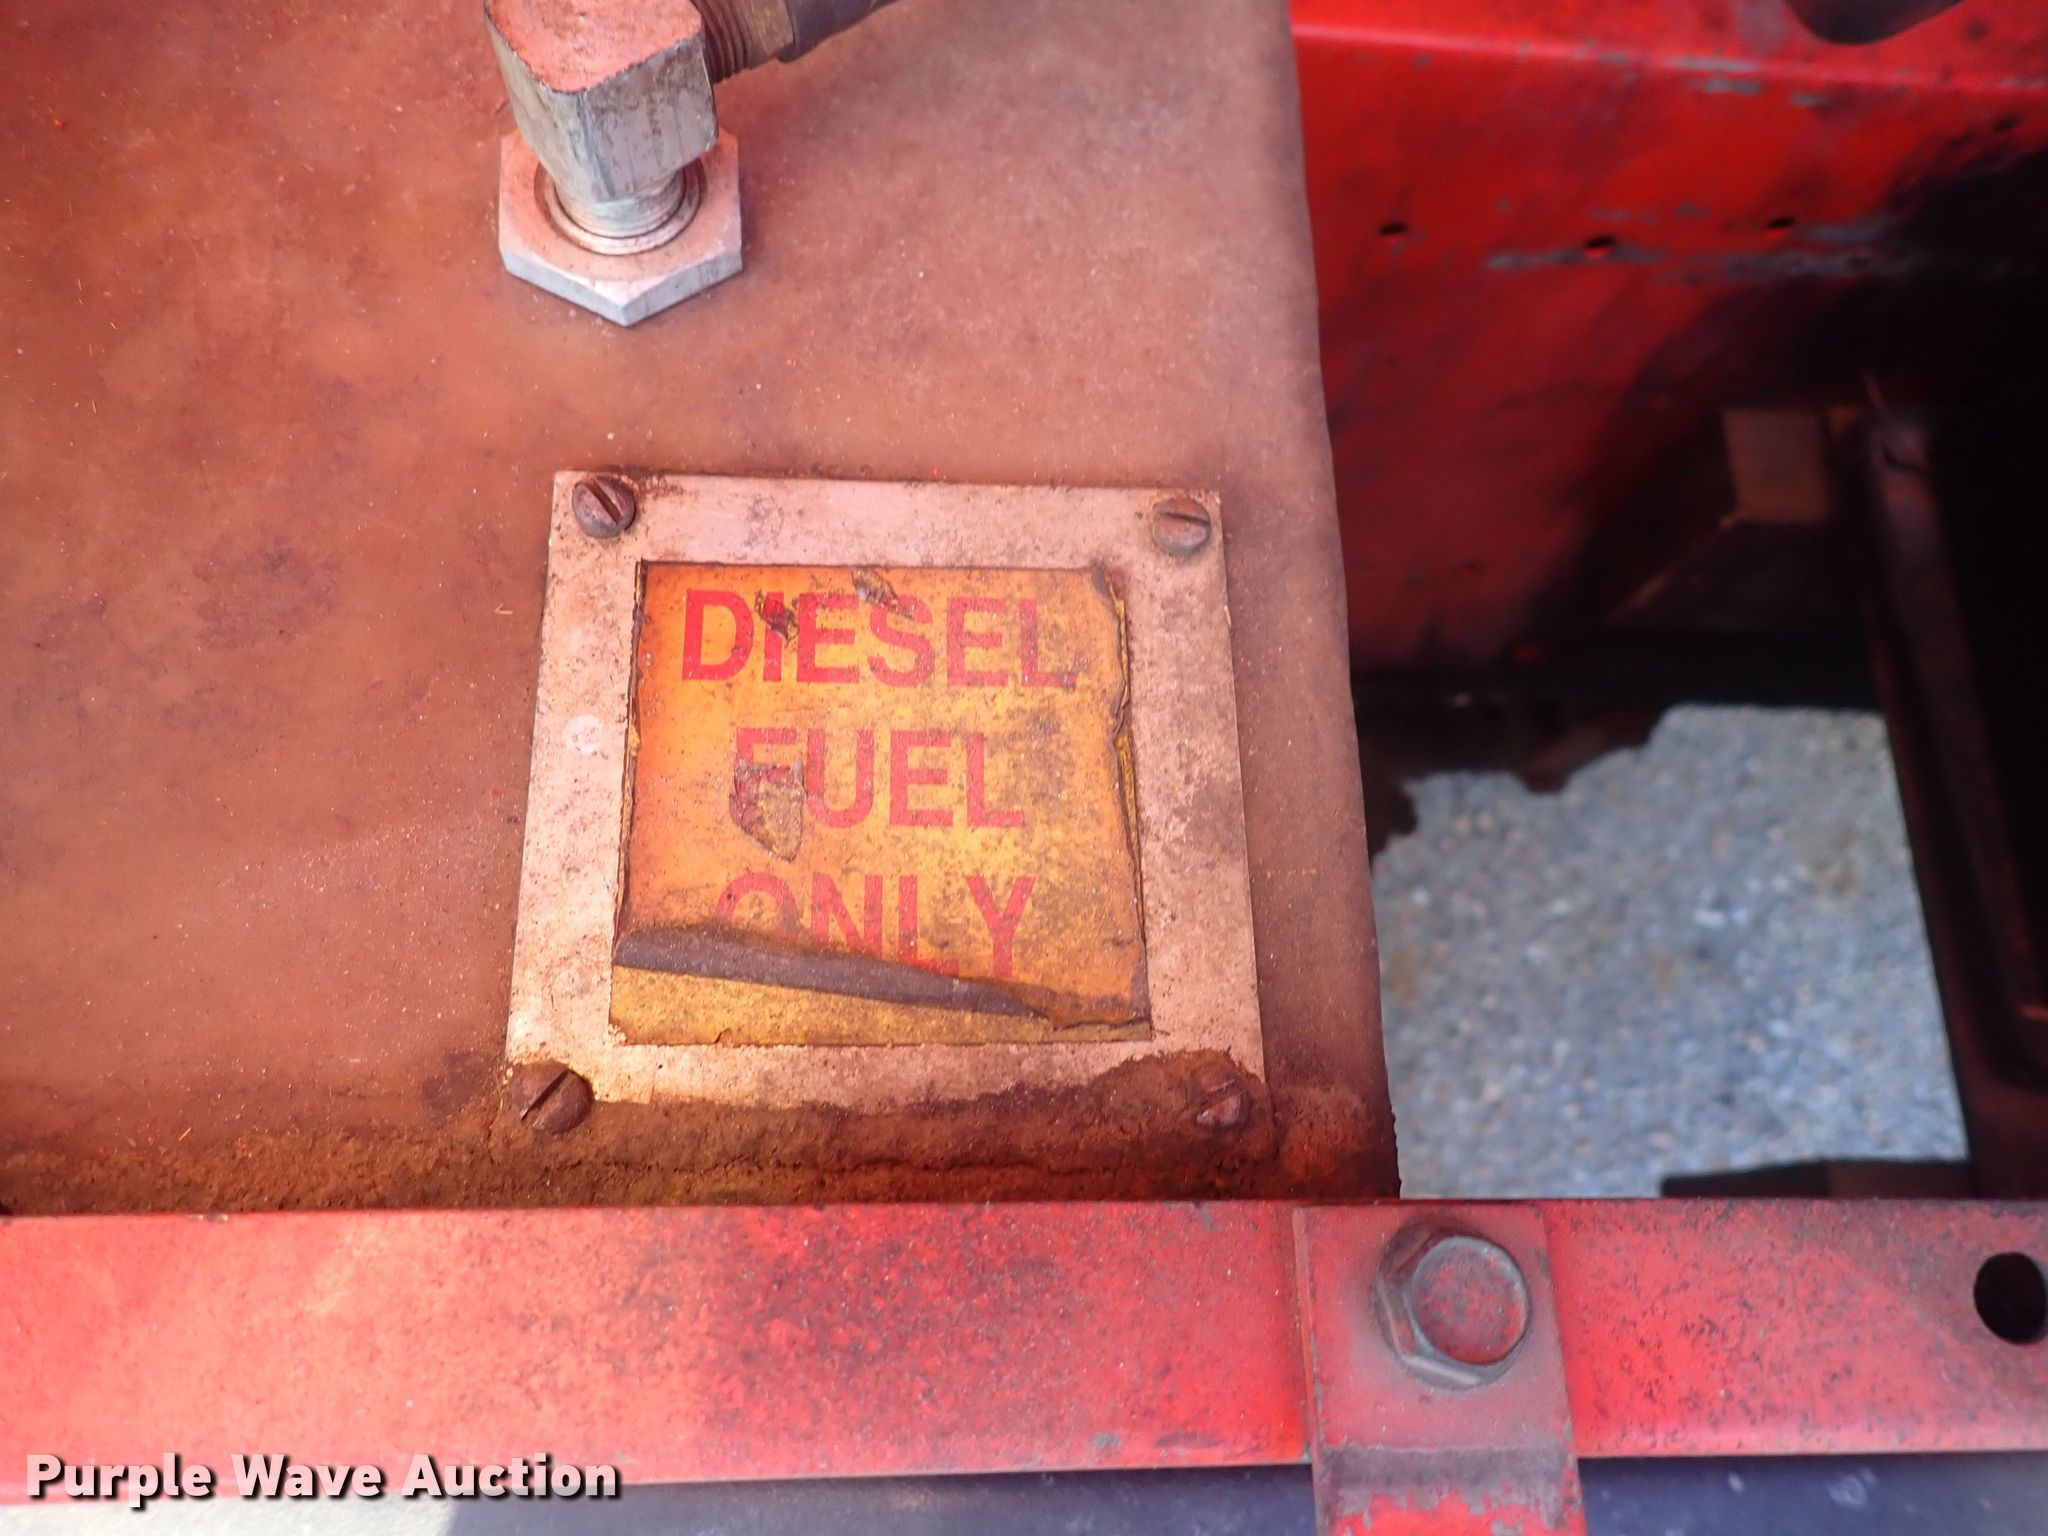 DIESEL
FUEL
ONLY
Purple Wave Auction